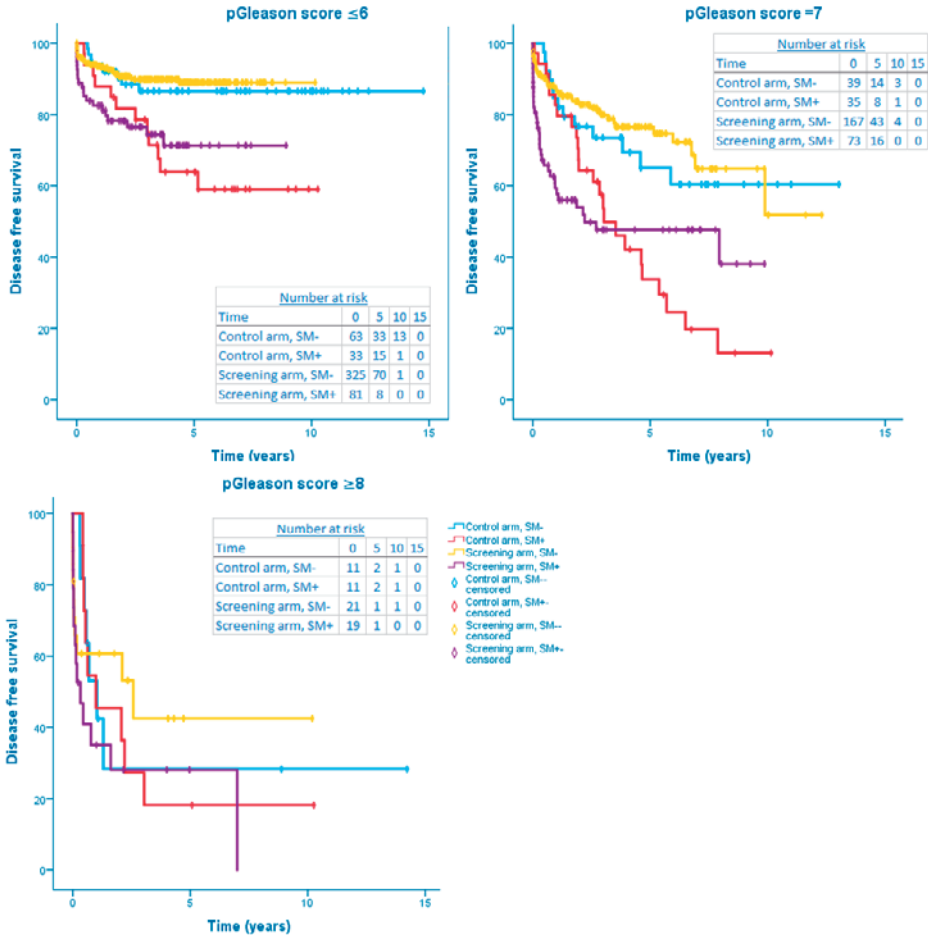 pGleason score ≤6
100
80
60
40
20
0
Disease free survival
0 5 10 15
Time (years)
Number at risk
Time 0 5 10 15
Control arm, SM- 63 33 13 0
Control arm, SM+ 33 15 1 0
Screening arm, SM- 325 70 1 0
Screening arm, SM+ 81 8 0 0
pGleason score =7
100
80
60
40
20
0
Disease free survival
0 5 10 15
Time (years)
Number at risk
Time 0 5 10 15
Control arm, SM- 39 14 3 0
Control arm, SM+ 35 8 1 0
Screening arm, SM- 167 43 4 0
Screening arm, SM+ 73 16 0 0
pGleason score ≥8
100
80
60
40
20
0
Disease free survival
0 5 10 15
Time (years)
Number at risk
Time 0 5 10 15
Control arm, SM- 11 2 1 0
Control arm, SM+ 11 2 1 0
Screening arm, SM- 21 1 1 0
Screening arm, SM+ 19 1 0 0
Control arm, SM-
Control arm, SM+
Screening arm, SM-
Screening arm, SM+
Control arm, SM--
censored
Control arm, SM+-
censored
Screening arm, SM--
censored
Screening arm, SM+-
censored